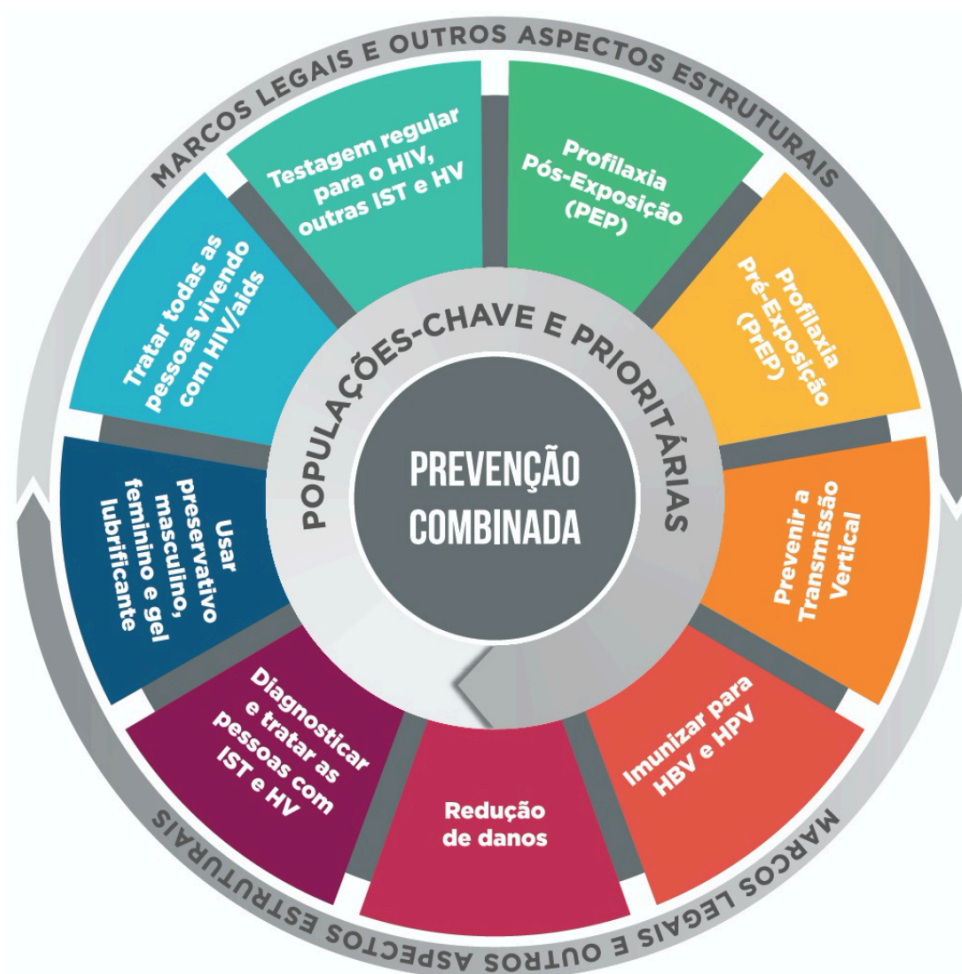 MARCOS LEGAIS E OUTROS ASPECTOS ESTRUTURAIS
Testagem regular
para o HIV,
outras IST e HV
Profilaxia
Pós-Exposição
(PEP)
Profilaxia
Pré-Exposição
(PrEP)
Prevenir a
Transmissão
Vertical
Imunizar para
HBV e HPV
Redução
de danos
Diagnosticar
e tratar as
pessoas com
IST e HV
Usar
preservativo
masculino,
feminino e gel
lubrificante
Tratar todas as
pessoas vivendo
com HIV/aids
POPULAÇÕES-CHAVE E PRIORITÁRIAS
PREVENÇÃO
COMBINADA
MARCOS LEGAIS E OUTROS ASPECTOS ESTRUTURAIS